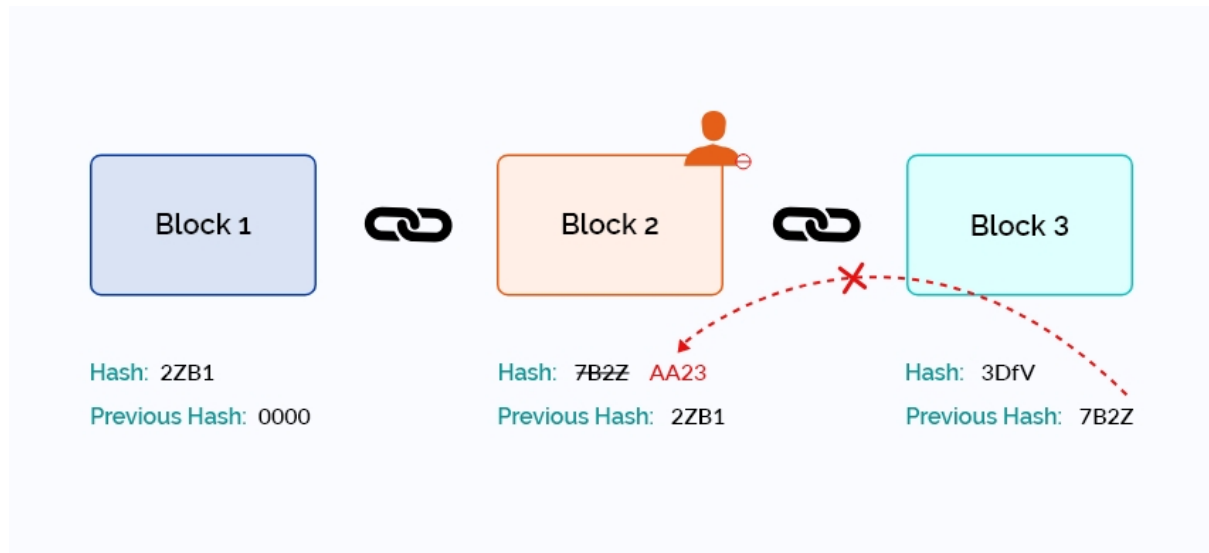 Block 1
Block 2
Block 3
Hash: 2ZB1
Previous Hash: 0000
Hash: 7B2Z AA23
Previous Hash: 2ZB1
Hash: 3DfV
Previous Hash: 7B2Z